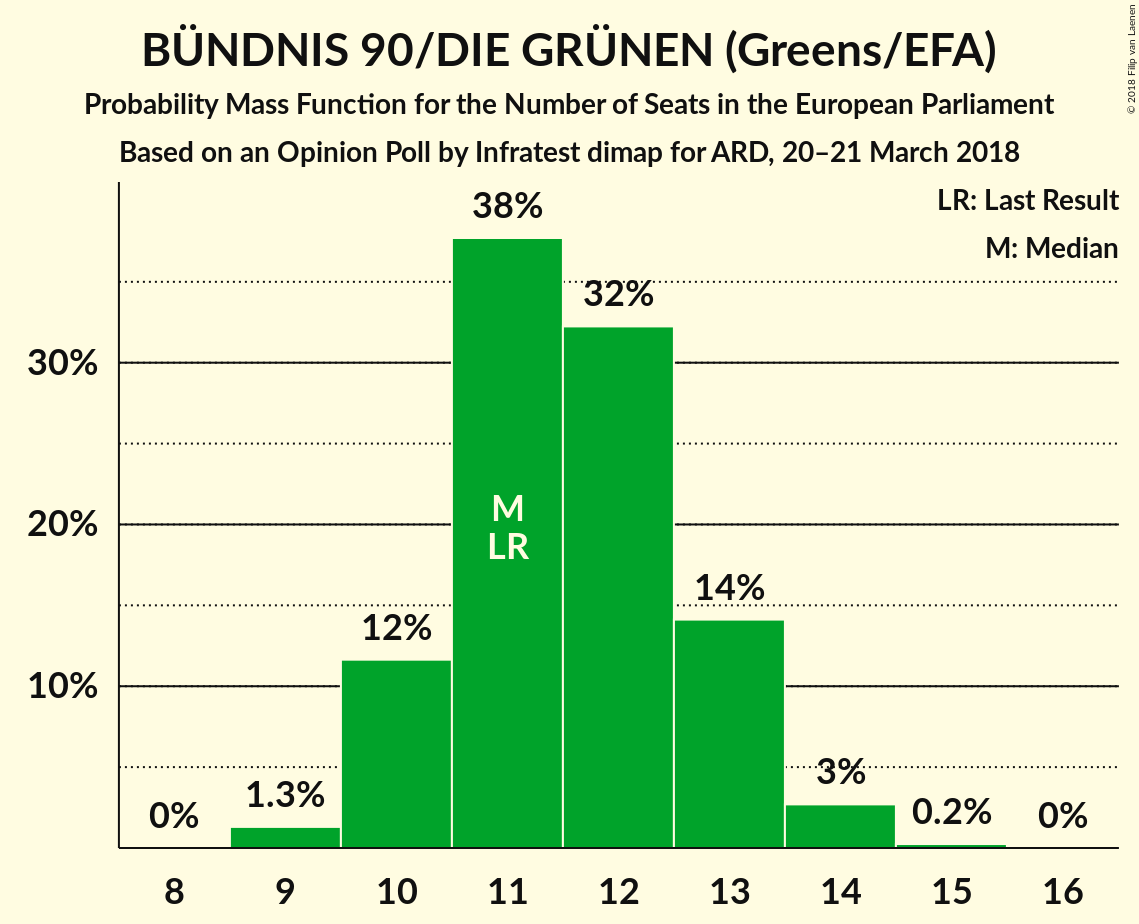 BÜNDNIS 90/DIE GRÜNEN (Greens/EFA)
Probability Mass Function for the Number of Seats in the European Parliament
Based on an Opinion Poll by Infratest dimap for ARD, 20–21 March 2018
© 2018 Filip van Laenen
LR: Last Result
M: Median
38%
32%
30%
M
LR
20%
14%
12%
10%
3%
1.3%
0.2%
0%
0%
8 9 10 11 12 13 14 15 16